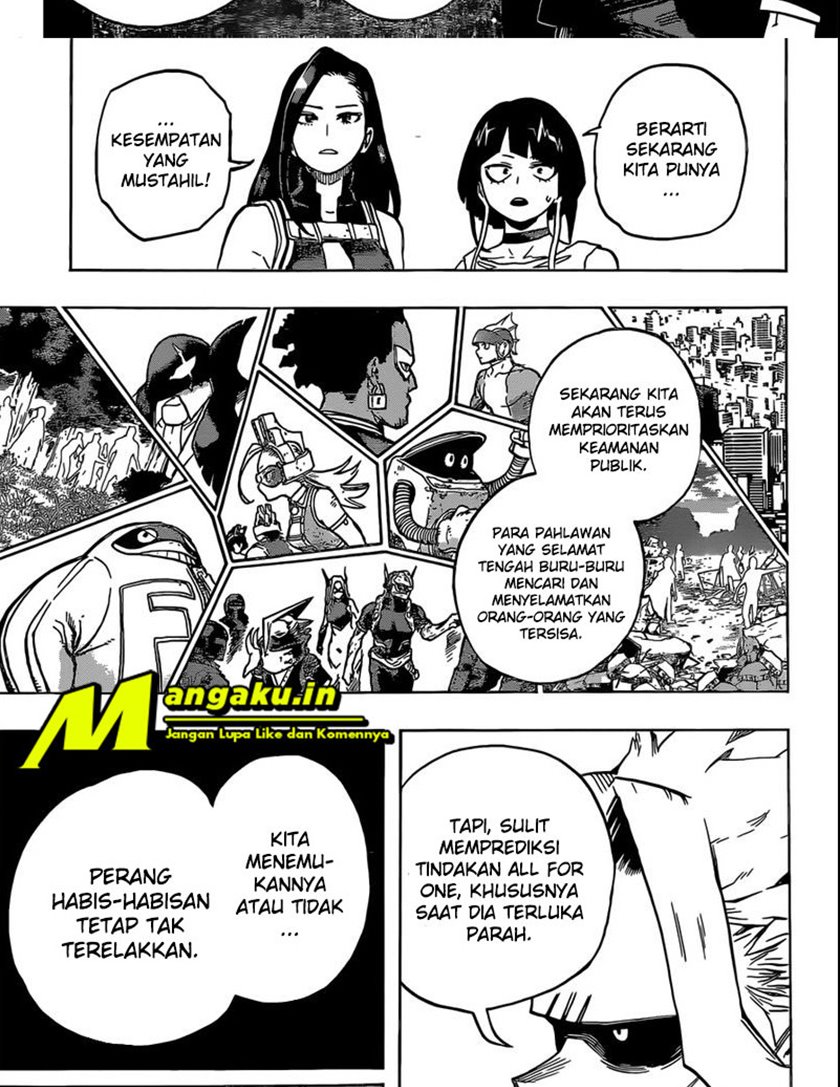 BERARTI
SEKARANG
KITA PUNYA
...
...
KESEMPATAN
YANG
MUSTAHIL!
SEKARANG KITA
AKAN TERUS
MEMPRIORITASKAN
KEAMANAN
PUBLIK.
PARA PAHLAWAN
YANG SELAMAT
TENGAH BURU-BURU
MENCARI DAN
MENYELAMATKAN
ORANG-ORANG YANG
TERSISA.
F
Mangaku.in
Jangan Lupa Like dan Komennya
TAPI, SULIT
MEMPREDIKSI
TINDAKAN ALL FOR
ONE, KHUSUSNYA
SAAT DIA TERLUKA
PARAH.
KITA
MENEMU-
KANNYA
ATAU TIDAK
...
PERANG
HABIS-HABISAN
TETAP TAK
TERELAKKAN.